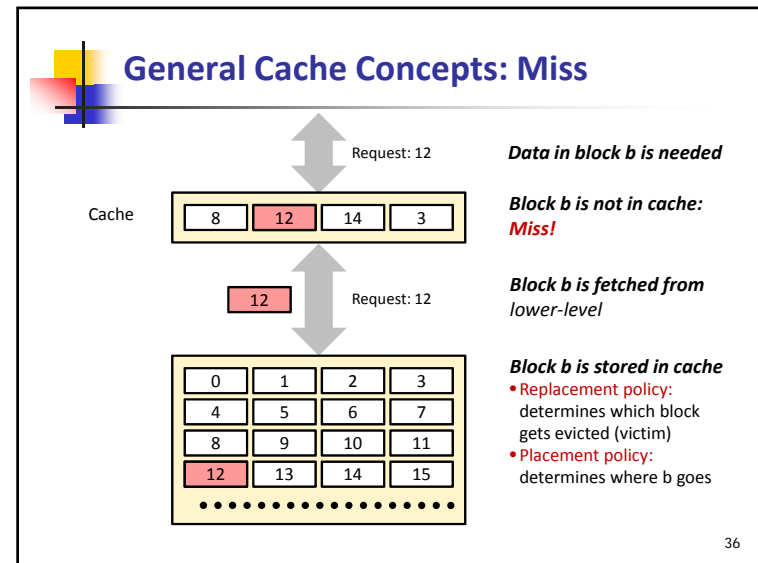 General Cache Concepts: Miss
Request: 12
Data in block b is needed
Cache
8 12 14 3
Block b is not in cache:
Miss!
12
Request: 12
Block b is fetched from
lower-level
0 1 2 3
4 5 6 7
8 9 10 11
12 13 14 15
Block b is stored in cache
•Replacement policy:
determines which block
gets evicted (victim)
•Placement policy:
determines where b goes
36